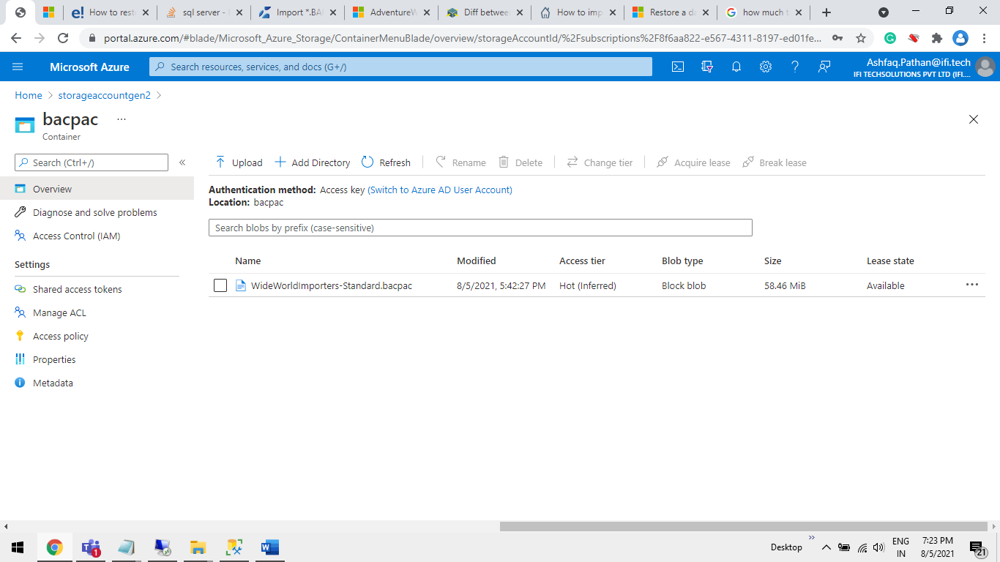 How to rest
sql server -
Import *.BA
AdventureW
Diff betwee
How to imp
Restore a da
how much t
portal.azure.com/#blade/Microsoft_Azure_Storage/ContainerMenuBlade/overview/storageAccountId/%2Fsubscriptions%2F8f6aa822-e567-4311-8197-ed01fe...
Microsoft Azure
Search resources, services, and docs (G+/)
Ashfaq.Pathan@ifi.tech
IFI TECHSOLUTIONS PVT LTD (IFI....
Home > storageaccountgen2 >
bacpac ...
Container
Search (Ctrl+/)
«
Upload
Add Directory
Refresh
Rename
Delete
Change tier
Acquire lease
Break lease
Overview
Diagnose and solve problems
Access Control (IAM)
Settings
Shared access tokens
Manage ACL
Access policy
Properties
Metadata
Authentication method: Access key (Switch to Azure AD User Account)
Location: bacpac
Search blobs by prefix (case-sensitive)
Name Modified Access tier Blob type Size Lease state
WideWorldImporters-Standard.bacpac 8/5/2021, 5:42:27 PM Hot (Inferred) Block blob 58.46 MiB Available ...
1
Desktop
ENG
IN
7:23 PM
8/5/2021
21